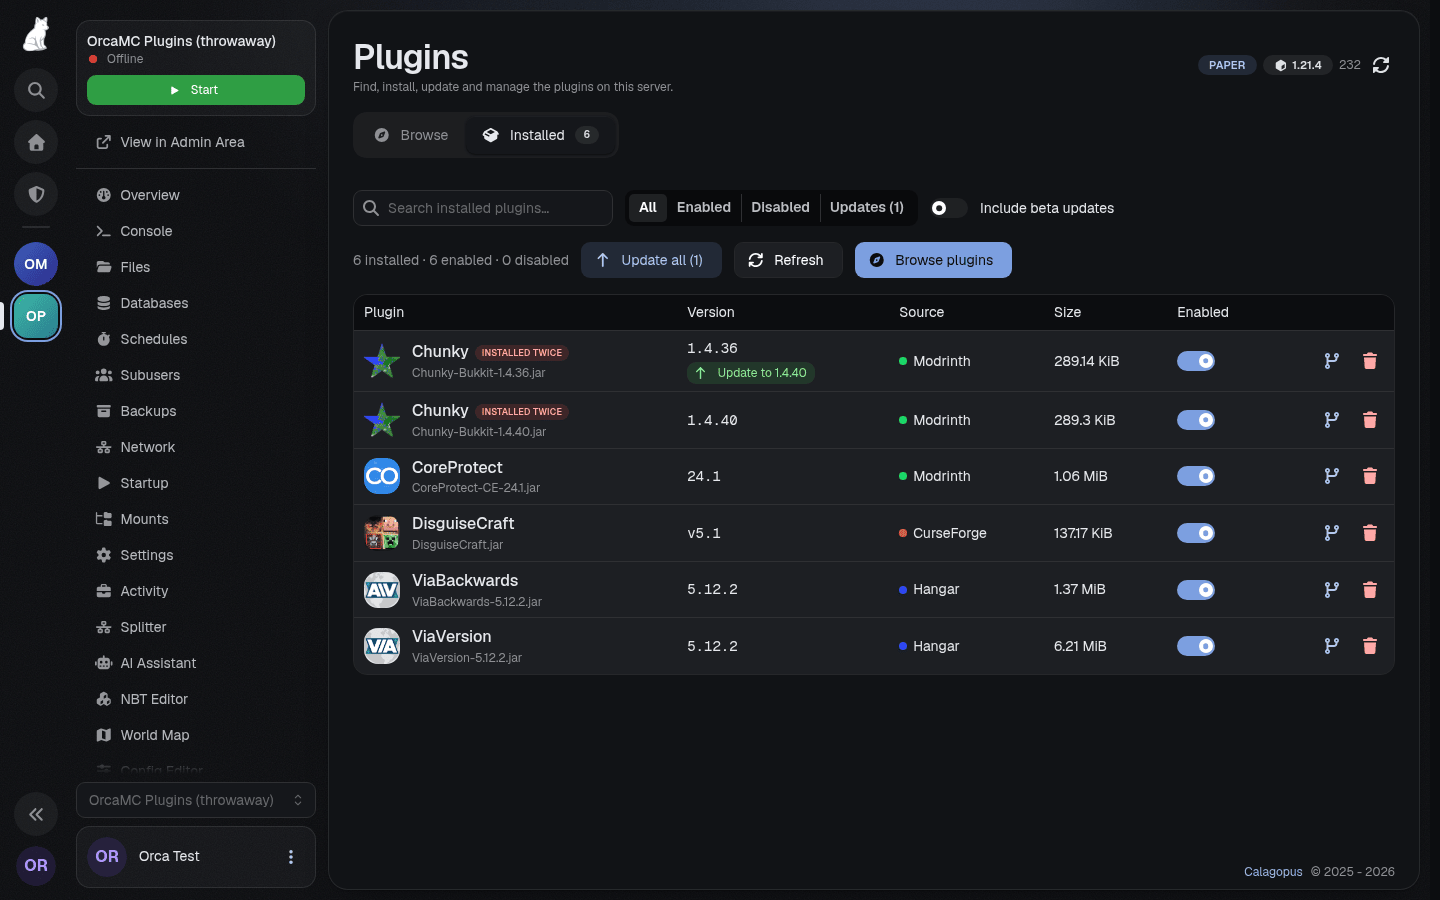 OrcaMC Plugins (throwaway)
Offline
Start
View in Admin Area
OM
OP
Overview
Console
Files
Databases
Schedules
Subusers
Backups
Network
Startup
Mounts
Settings
Activity
Splitter
AI Assistant
NBT Editor
World Map
Config Editor
OrcaMC Plugins (throwaway)
OR
OR
Orca Test
Plugins
Find, install, update and manage the plugins on this server.
PAPER
1.21.4
232
Browse
Installed 6
Search installed plugins...
All
Enabled
Disabled
Updates (1)
Include beta updates
6 installed · 6 enabled · 0 disabled
Update all (1)
Refresh
Browse plugins
Plugin Version Source Size Enabled
Chunky INSTALLED TWICE
Chunky-Bukkit-1.4.36.jar
1.4.36
Update to 1.4.40
Modrinth
289.14 KiB
Chunky INSTALLED TWICE
Chunky-Bukkit-1.4.40.jar
1.4.40
Modrinth
289.3 KiB
CO
CoreProtect
CoreProtect-CE-24.1.jar
24.1
Modrinth
1.06 MiB
DisguiseCraft
DisguiseCraft.jar
v5.1
CurseForge
137.17 KiB
ViaBackwards
ViaBackwards-5.12.2.jar
5.12.2
Hangar
1.37 MiB
VIA
ViaVersion
ViaVersion-5.12.2.jar
5.12.2
Hangar
6.21 MiB
Calagopus © 2025 - 2026